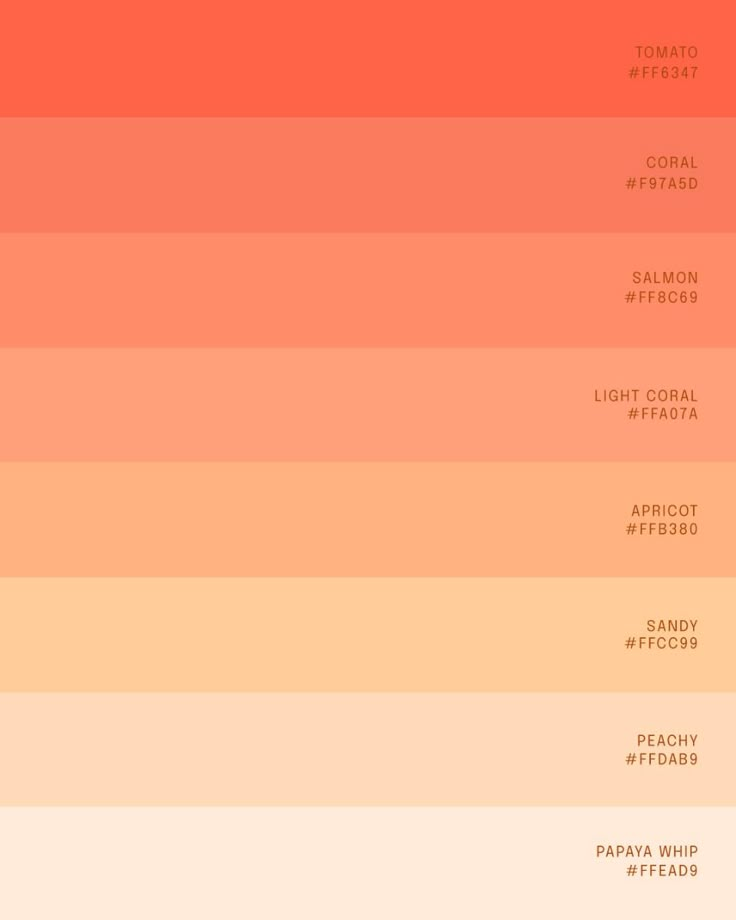 TOMATO
#FF6347
CORAL
#F97A5D
SALMON
#FF8C69
LIGHT CORAL
#FFA07A
APRICOT
#FFB380
SANDY
#FFCC99
PEACHY
#FFDAB9
PAPAYA WHIP
#FFEAD9